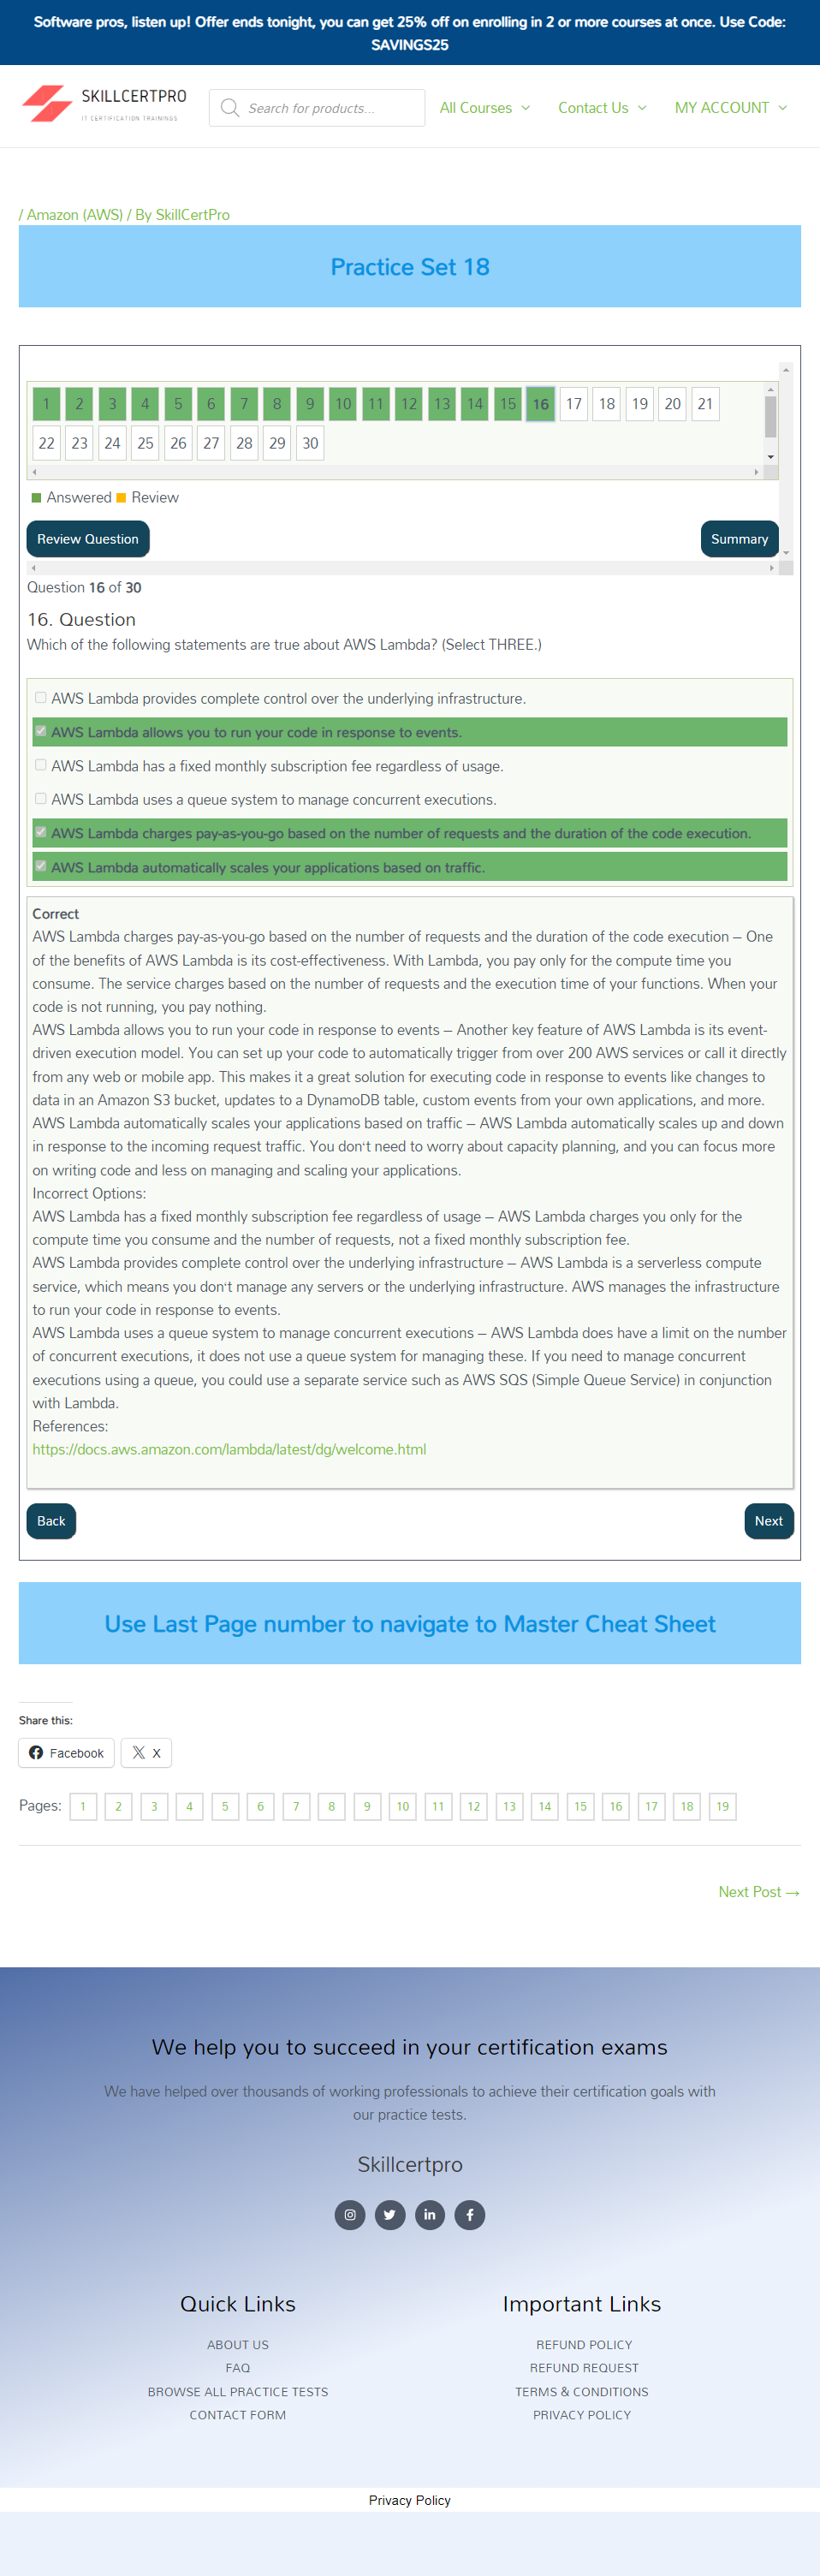 Software pros, listen up! Offer ends tonight, you can get 25% off on enrolling in 2 or more courses at once. Use Code:
SAVINGS25
SKILLCERTPRO
IT CERTIFICATION TRAININGS
Search for products...
All Courses
Contact Us
MY ACCOUNT
/ Amazon (AWS) / By SkillCertPro
Practice Set 18
1 2 3 4 5 6 7 8 9 10 11 12 13 14 15 16 17 18 19 20 21
22 23 24 25 26 27 28 29 30
Answered Review
Review Question
Summary
Question 16 of 30
16. Question
Which of the following statements are true about AWS Lambda? (Select THREE.)
AWS Lambda provides complete control over the underlying infrastructure.
AWS Lambda allows you to run your code in response to events.
AWS Lambda has a fixed monthly subscription fee regardless of usage.
AWS Lambda uses a queue system to manage concurrent executions.
AWS Lambda charges pay-as-you-go based on the number of requests and the duration of the code execution.
AWS Lambda automatically scales your applications based on traffic.
Correct
AWS Lambda charges pay-as-you-go based on the number of requests and the duration of the code execution – One
of the benefits of AWS Lambda is its cost-effectiveness. With Lambda, you pay only for the compute time you
consume. The service charges based on the number of requests and the execution time of your functions. When your
code is not running, you pay nothing.
AWS Lambda allows you to run your code in response to events – Another key feature of AWS Lambda is its event-
driven execution model. You can set up your code to automatically trigger from over 200 AWS services or call it directly
from any web or mobile app. This makes it a great solution for executing code in response to events like changes to
data in an Amazon S3 bucket, updates to a DynamoDB table, custom events from your own applications, and more.
AWS Lambda automatically scales your applications based on traffic – AWS Lambda automatically scales up and down
in response to the incoming request traffic. You don't need to worry about capacity planning, and you can focus more
on writing code and less on managing and scaling your applications.
Incorrect Options:
AWS Lambda has a fixed monthly subscription fee regardless of usage – AWS Lambda charges you only for the
compute time you consume and the number of requests, not a fixed monthly subscription fee.
AWS Lambda provides complete control over the underlying infrastructure – AWS Lambda is a serverless compute
service, which means you don't manage any servers or the underlying infrastructure. AWS manages the infrastructure
to run your code in response to events.
AWS Lambda uses a queue system to manage concurrent executions – AWS Lambda does have a limit on the number
of concurrent executions, it does not use a queue system for managing these. If you need to manage concurrent
executions using a queue, you could use a separate service such as AWS SQS (Simple Queue Service) in conjunction
with Lambda.
References:
https://docs.aws.amazon.com/lambda/latest/dg/welcome.html
Back
Next
Use Last Page number to navigate to Master Cheat Sheet
Share this:
Facebook
X
Pages: 1 2 3 4 5 6 7 8 9 10 11 12 13 14 15 16 17 18 19
Next Post →
We help you to succeed in your certification exams
We have helped over thousands of working professionals to achieve their certification goals with
our practice tests.
Skillcertpro
Quick Links
ABOUT US
FAQ
BROWSE ALL PRACTICE TESTS
CONTACT FORM
Important Links
REFUND POLICY
REFUND REQUEST
TERMS & CONDITIONS
PRIVACY POLICY
Privacy Policy